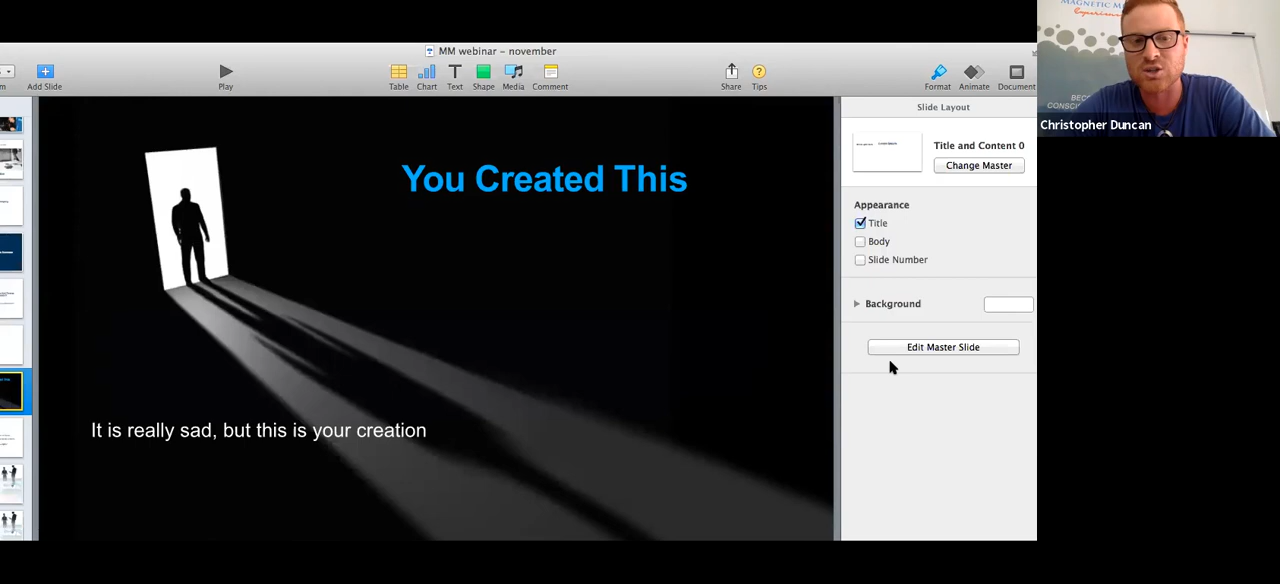 MAGNETIC
MM webinar – november
Add Slide
Play
Table
Chart
Text
Shape
Media
Comment
Share
Tips
Format
Animate
Document
Slide Layout
Title and Content 0
Change Master
Appearance
Title
Body
Slide Number
Background
Edit Master Slide
You Created This
It is really sad, but this is your creation
Christopher Duncan